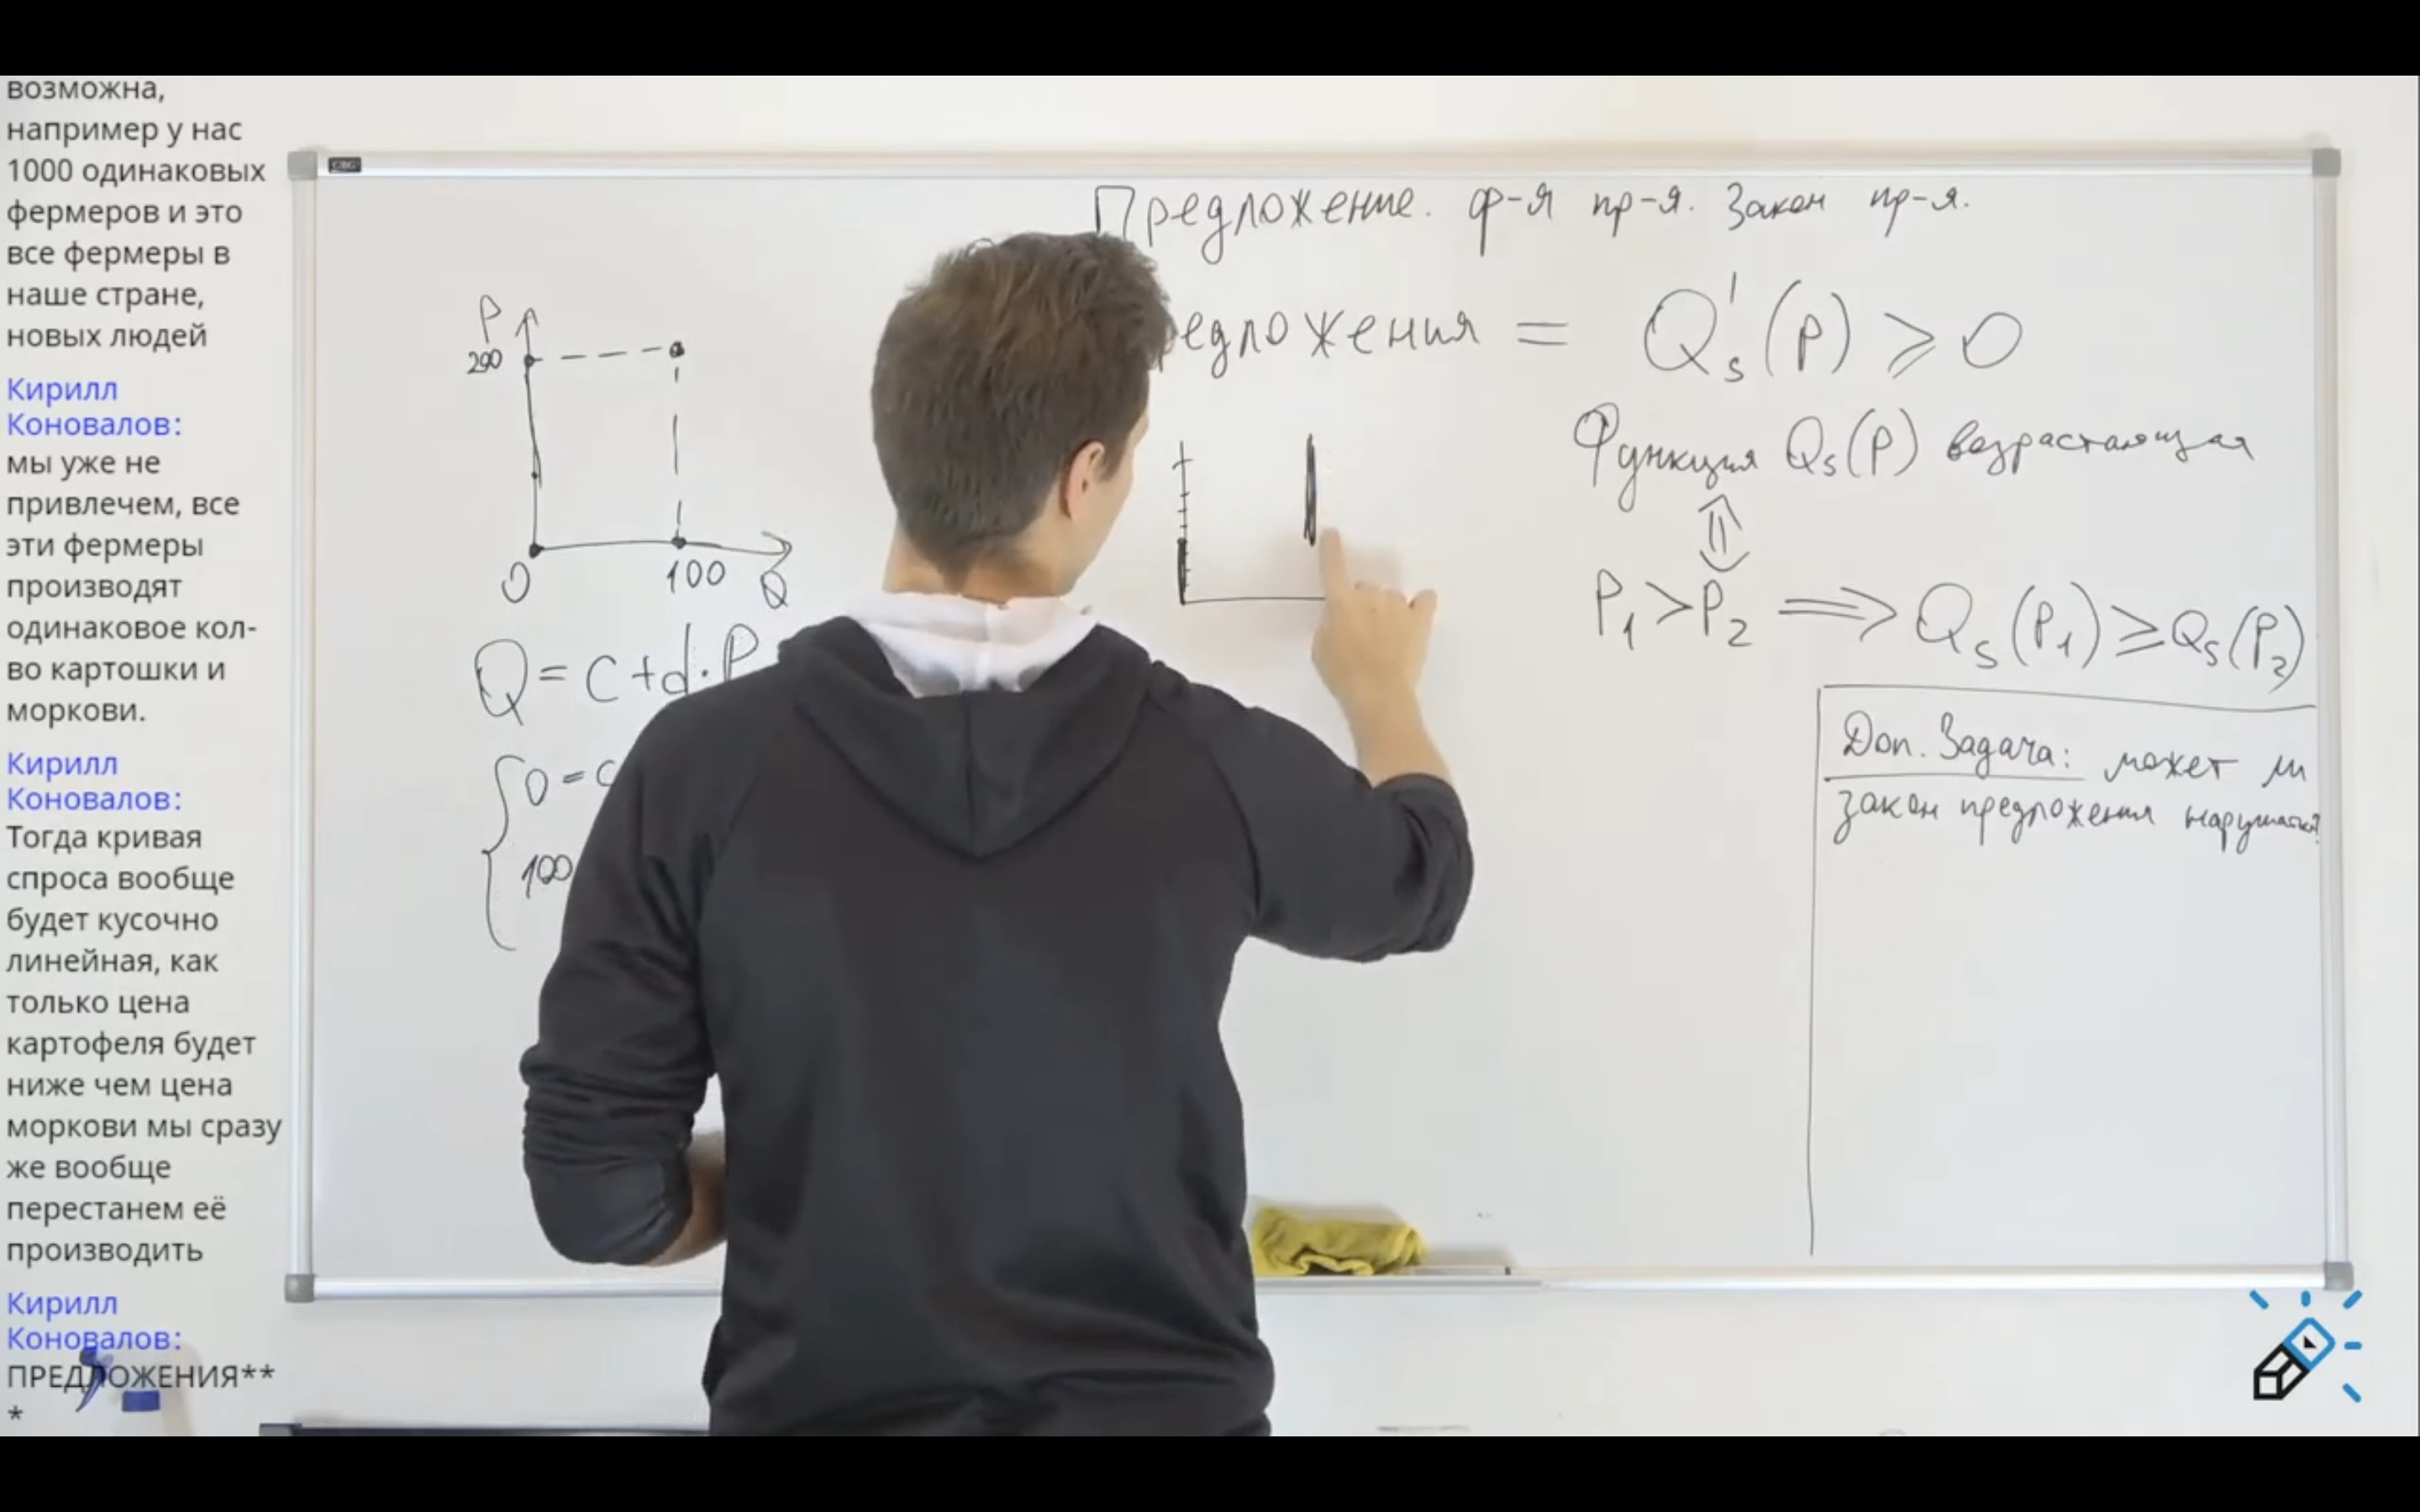 возможна,
например у нас
1000 одинаковых
фермеров и это
все фермеры в
наше стране,
новых людей
Кирилл
Коновалов:
мы уже не
привлечем, все
эти фермеры
производят
одинаковое кол-
во картошки и
моркови.
Кирилл
Коновалов:
Тогда кривая
спроса вообще
будет кусочно
линейная, как
только цена
картофеля будет
ниже чем цена
моркови мы сразу
же вообще
перестанем её
производить
Кирилл
Коновалов:
ПРЕДЛОЖЕНИЯ**
*
Предложение. ф-я пр-я. Закон пр-я.
едложения = Q's(P) ⩾ 0
P
200
0
100
Q
Q = c + d·P
0 = c
100
Функция Qs(P) возрастающая
⇕
P1 > P2 ⟹ Qs(P1) ≥ Qs(P2)
Доп. Задача: может ли
закон предложения нарушаться?